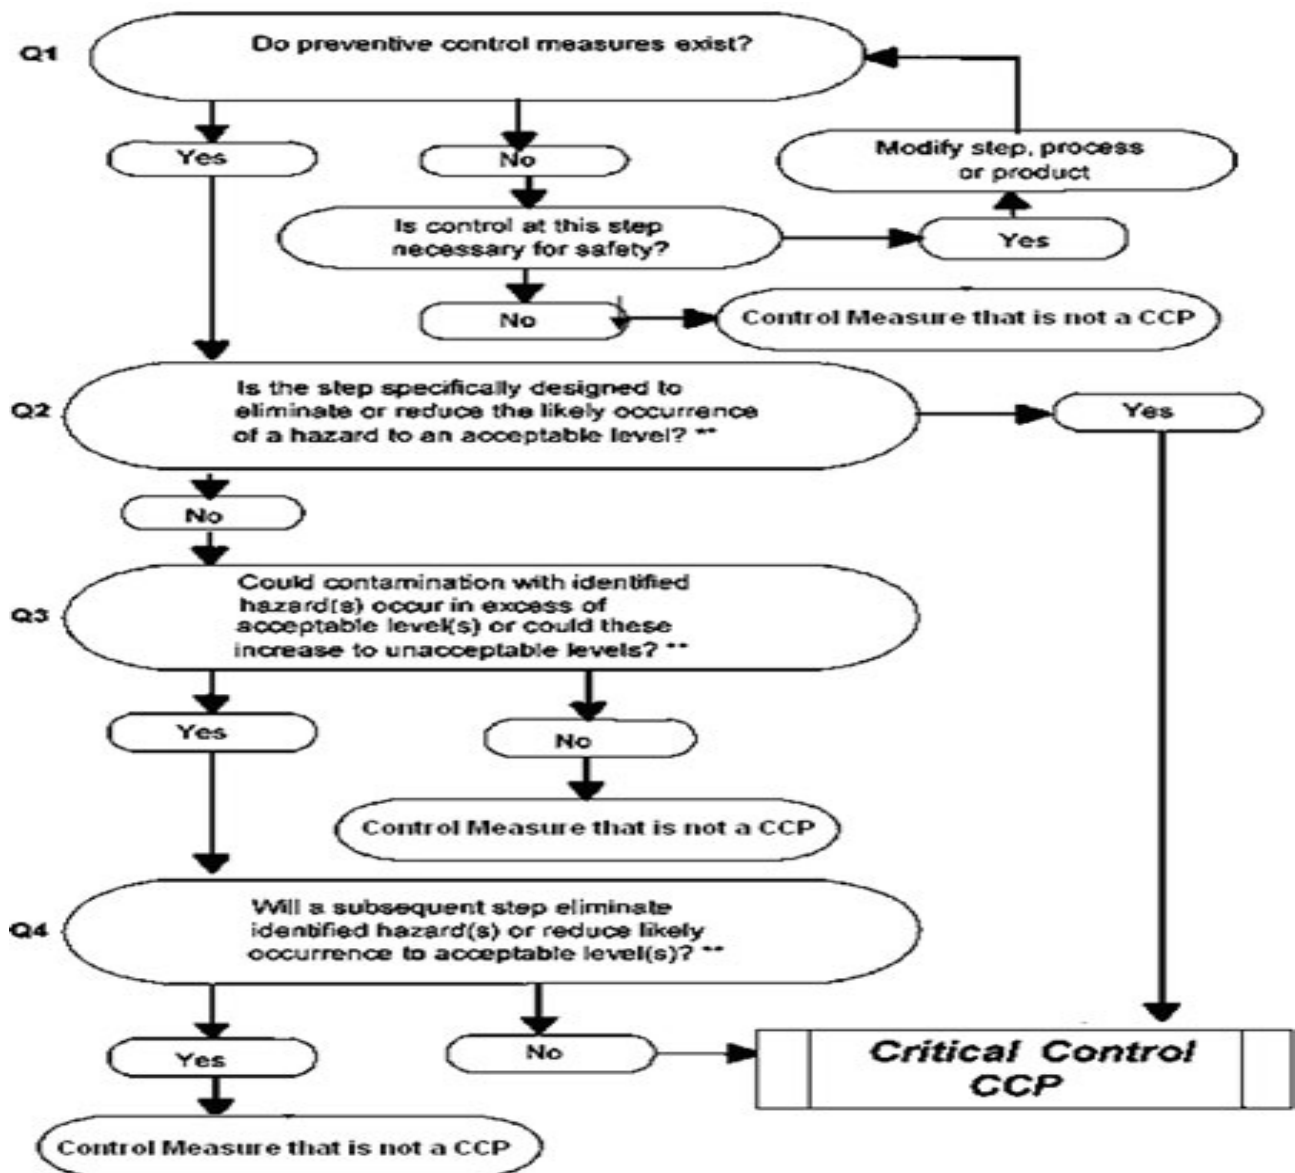 Q1
Do preventive control measures exist?
Yes
No
Modify step, process
or product
Is control at this step
necessary for safety?
Yes
No
Control Measure that is not a CCP
Q2
Is the step specifically designed to
eliminate or reduce the likely occurrence
of a hazard to an acceptable level? **
Yes
No
Q3
Could contamination with identified
hazard(s) occur in excess of
acceptable level(s) or could these
increase to unacceptable levels? **
Yes
No
Control Measure that is not a CCP
Q4
Will a subsequent step eliminate
identified hazard(s) or reduce likely
occurrence to acceptable level(s)? **
Yes
No
Critical Control
CCP
Control Measure that is not a CCP